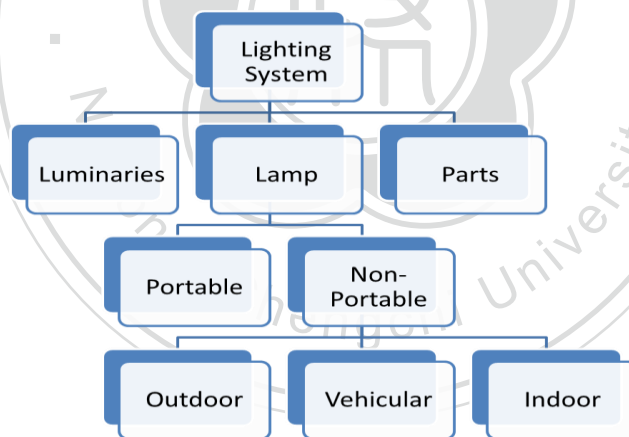 Lighting
System
Luminaries
Lamp
Parts
Portable
Non-
Portable
Outdoor
Vehicular
Indoor